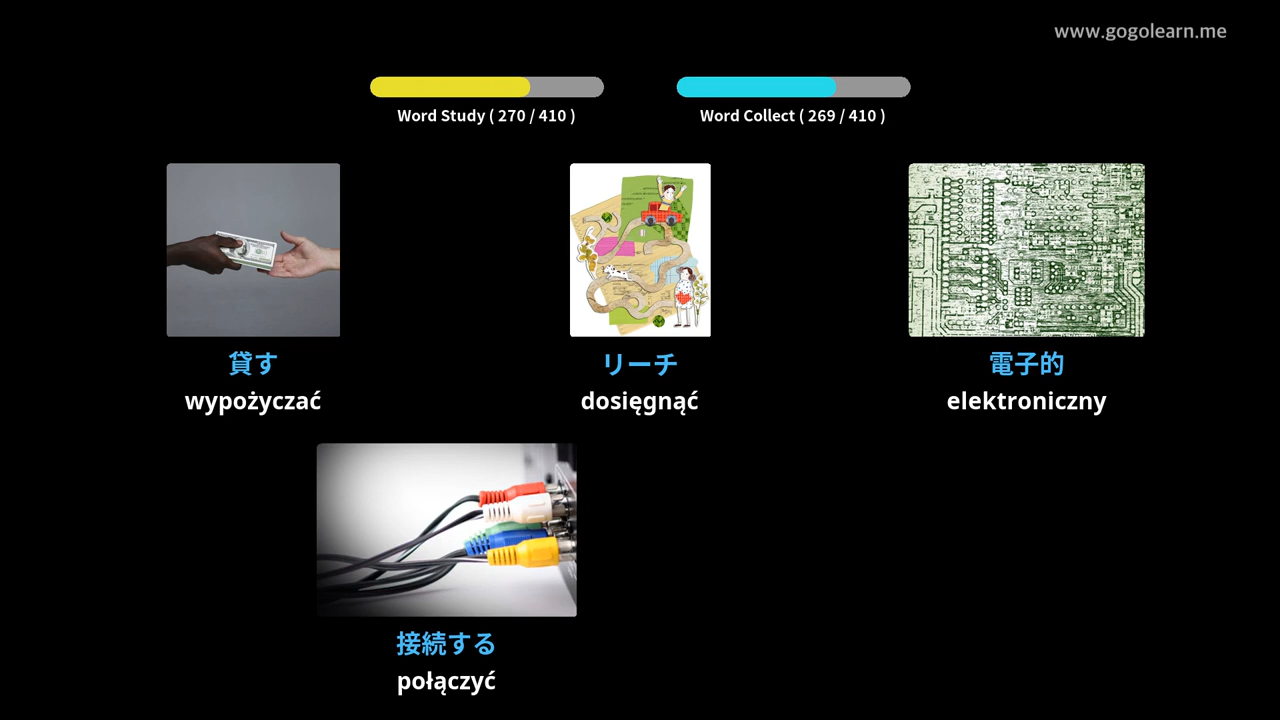 www.gogolearn.me
Word Study ( 270 / 410 )
Word Collect ( 269 / 410 )
貸す
wypożyczać
リーチ
dosięgnąć
電子的
elektroniczny
接続する
połączyć